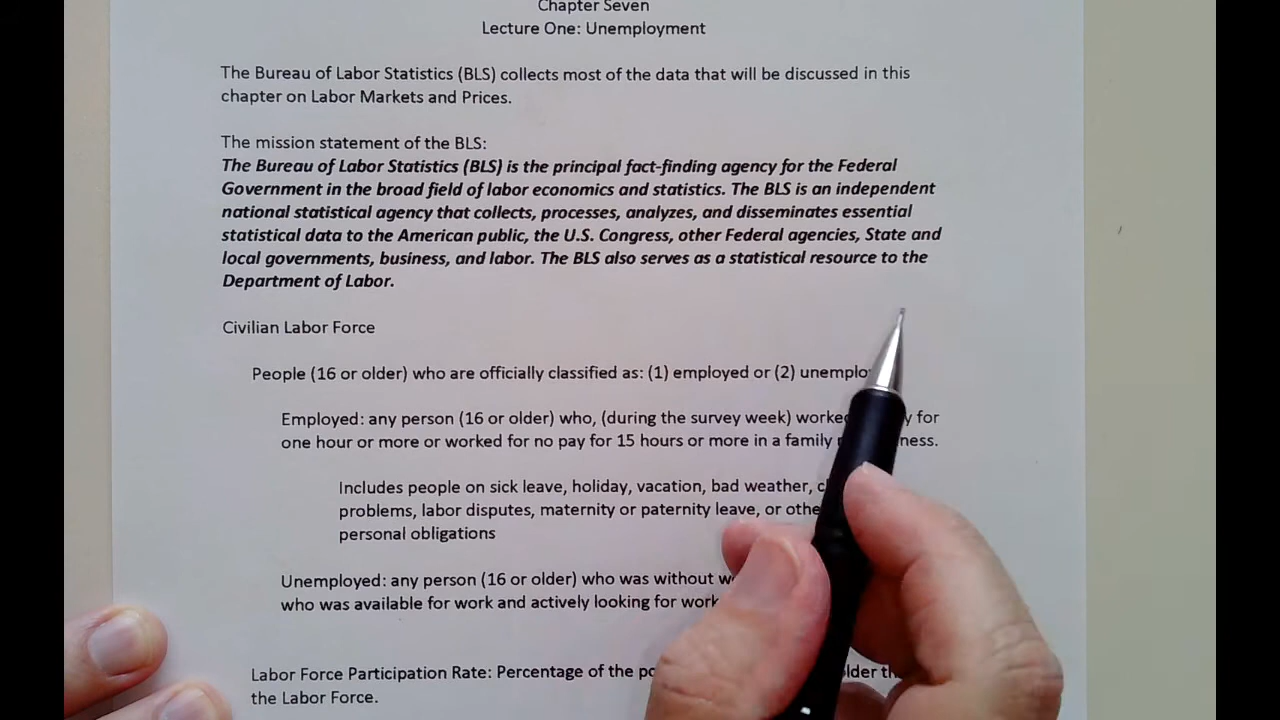 Chapter Seven
Lecture One: Unemployment
The Bureau of Labor Statistics (BLS) collects most of the data that will be discussed in this
chapter on Labor Markets and Prices.
The mission statement of the BLS:
The Bureau of Labor Statistics (BLS) is the principal fact-finding agency for the Federal
Government in the broad field of labor economics and statistics. The BLS is an independent
national statistical agency that collects, processes, analyzes, and disseminates essential
statistical data to the American public, the U.S. Congress, other Federal agencies, State and
local governments, business, and labor. The BLS also serves as a statistical resource to the
Department of Labor.
Civilian Labor Force
People (16 or older) who are officially classified as: (1) employed or (2)
Employed: any person (16 or older) who, (during the survey week) for
one hour or more or worked for no pay for 15 hours or more in a family
Includes people on sick leave, holiday, vacation, bad weather,
problems, labor disputes, maternity or paternity leave, or
personal obligations
Unemployed: any person (16 or older) who was without
who was available for work and actively looking for work
Labor Force Participation Rate: Percentage of the
the Labor Force.